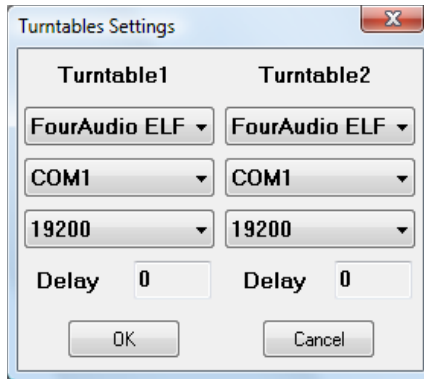 Turntables Settings
Turntable1 Turntable2
FourAudio ELF FourAudio ELF
COM1 COM1
19200 19200
Delay 0 Delay 0
OK Cancel